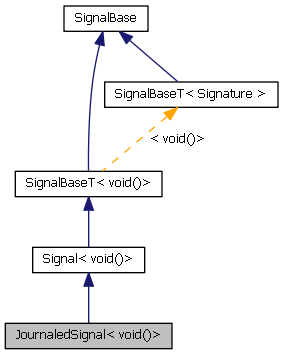 SignalBase
SignalBaseT< Signature >
< void()>
SignalBaseT< void()>
Signal< void()>
JournaledSignal< void()>